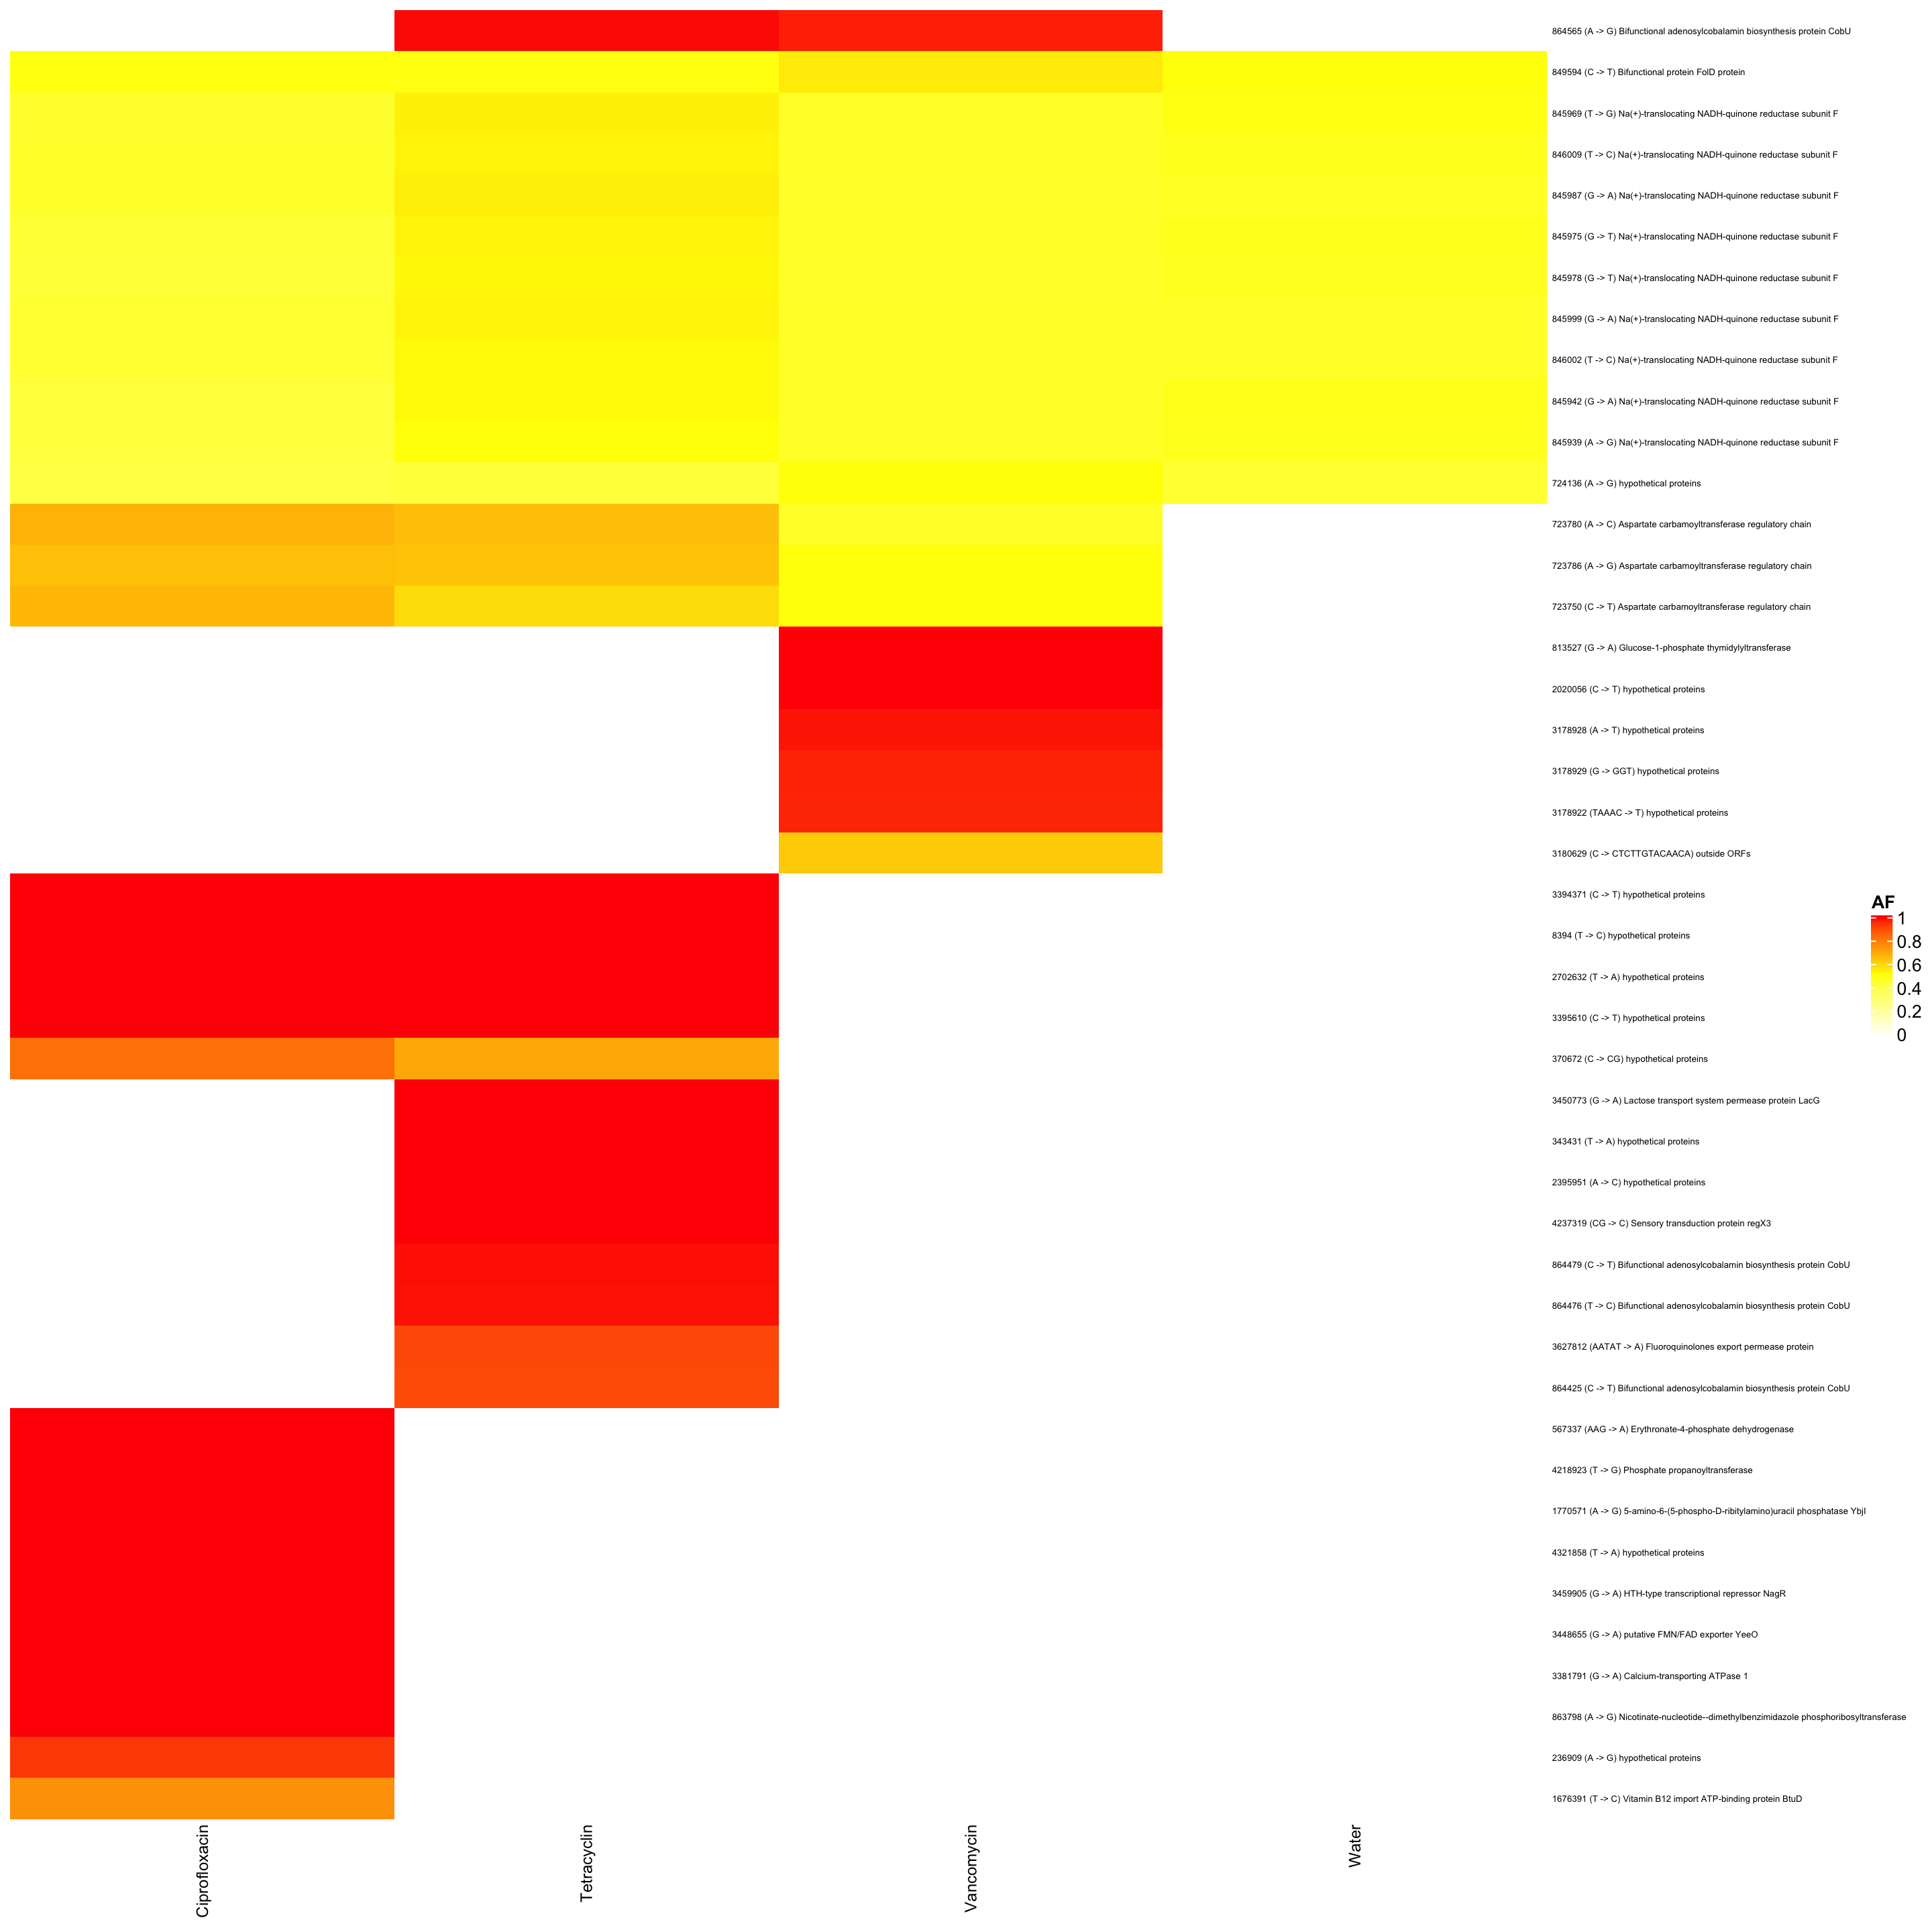 864565 (A -> G) Bifunctional adenosylcobalamin biosynthesis protein CobU
849594 (C -> T) Bifunctional protein FolD protein
845969 (T -> G) Na(+)-translocating NADH-quinone reductase subunit F
846009 (T -> C) Na(+)-translocating NADH-quinone reductase subunit F
845987 (G -> A) Na(+)-translocating NADH-quinone reductase subunit F
845975 (G -> T) Na(+)-translocating NADH-quinone reductase subunit F
845978 (G -> T) Na(+)-translocating NADH-quinone reductase subunit F
845999 (G -> A) Na(+)-translocating NADH-quinone reductase subunit F
846002 (T -> C) Na(+)-translocating NADH-quinone reductase subunit F
845942 (G -> A) Na(+)-translocating NADH-quinone reductase subunit F
845939 (A -> G) Na(+)-translocating NADH-quinone reductase subunit F
724136 (A -> G) hypothetical proteins
723780 (A -> C) Aspartate carbamoyltransferase regulatory chain
723786 (A -> G) Aspartate carbamoyltransferase regulatory chain
723750 (C -> T) Aspartate carbamoyltransferase regulatory chain
813527 (G -> A) Glucose-1-phosphate thymidylyltransferase
2020056 (C -> T) hypothetical proteins
3178928 (A -> T) hypothetical proteins
3178929 (G -> GGT) hypothetical proteins
3178922 (TAAAC -> T) hypothetical proteins
3180629 (C -> CTCTTGTACAACA) outside ORFs
3394371 (C -> T) hypothetical proteins
8394 (T -> C) hypothetical proteins
2702632 (T -> A) hypothetical proteins
3395610 (C -> T) hypothetical proteins
370672 (C -> CG) hypothetical proteins
3450773 (G -> A) Lactose transport system permease protein LacG
343431 (T -> A) hypothetical proteins
2395951 (A -> C) hypothetical proteins
4237319 (CG -> C) Sensory transduction protein regX3
864479 (C -> T) Bifunctional adenosylcobalamin biosynthesis protein CobU
864476 (T -> C) Bifunctional adenosylcobalamin biosynthesis protein CobU
3627812 (AATAT -> A) Fluoroquinolones export permease protein
864425 (C -> T) Bifunctional adenosylcobalamin biosynthesis protein CobU
567337 (AAG -> A) Erythronate-4-phosphate dehydrogenase
4218923 (T -> G) Phosphate propanoyltransferase
1770571 (A -> G) 5-amino-6-(5-phospho-D-ribitylamino)uracil phosphatase YbjI
4321858 (T -> A) hypothetical proteins
3459905 (G -> A) HTH-type transcriptional repressor NagR
3448655 (G -> A) putative FMN/FAD exporter YeeO
3381791 (G -> A) Calcium-transporting ATPase 1
863798 (A -> G) Nicotinate-nucleotide--dimethylbenzimidazole phosphoribosyltransferase
236909 (A -> G) hypothetical proteins
1676391 (T -> C) Vitamin B12 import ATP-binding protein BtuD
AF
1
0.8
0.6
0.4
0.2
0
Ciprofloxacin
Tetracyclin
Vancomycin
Water